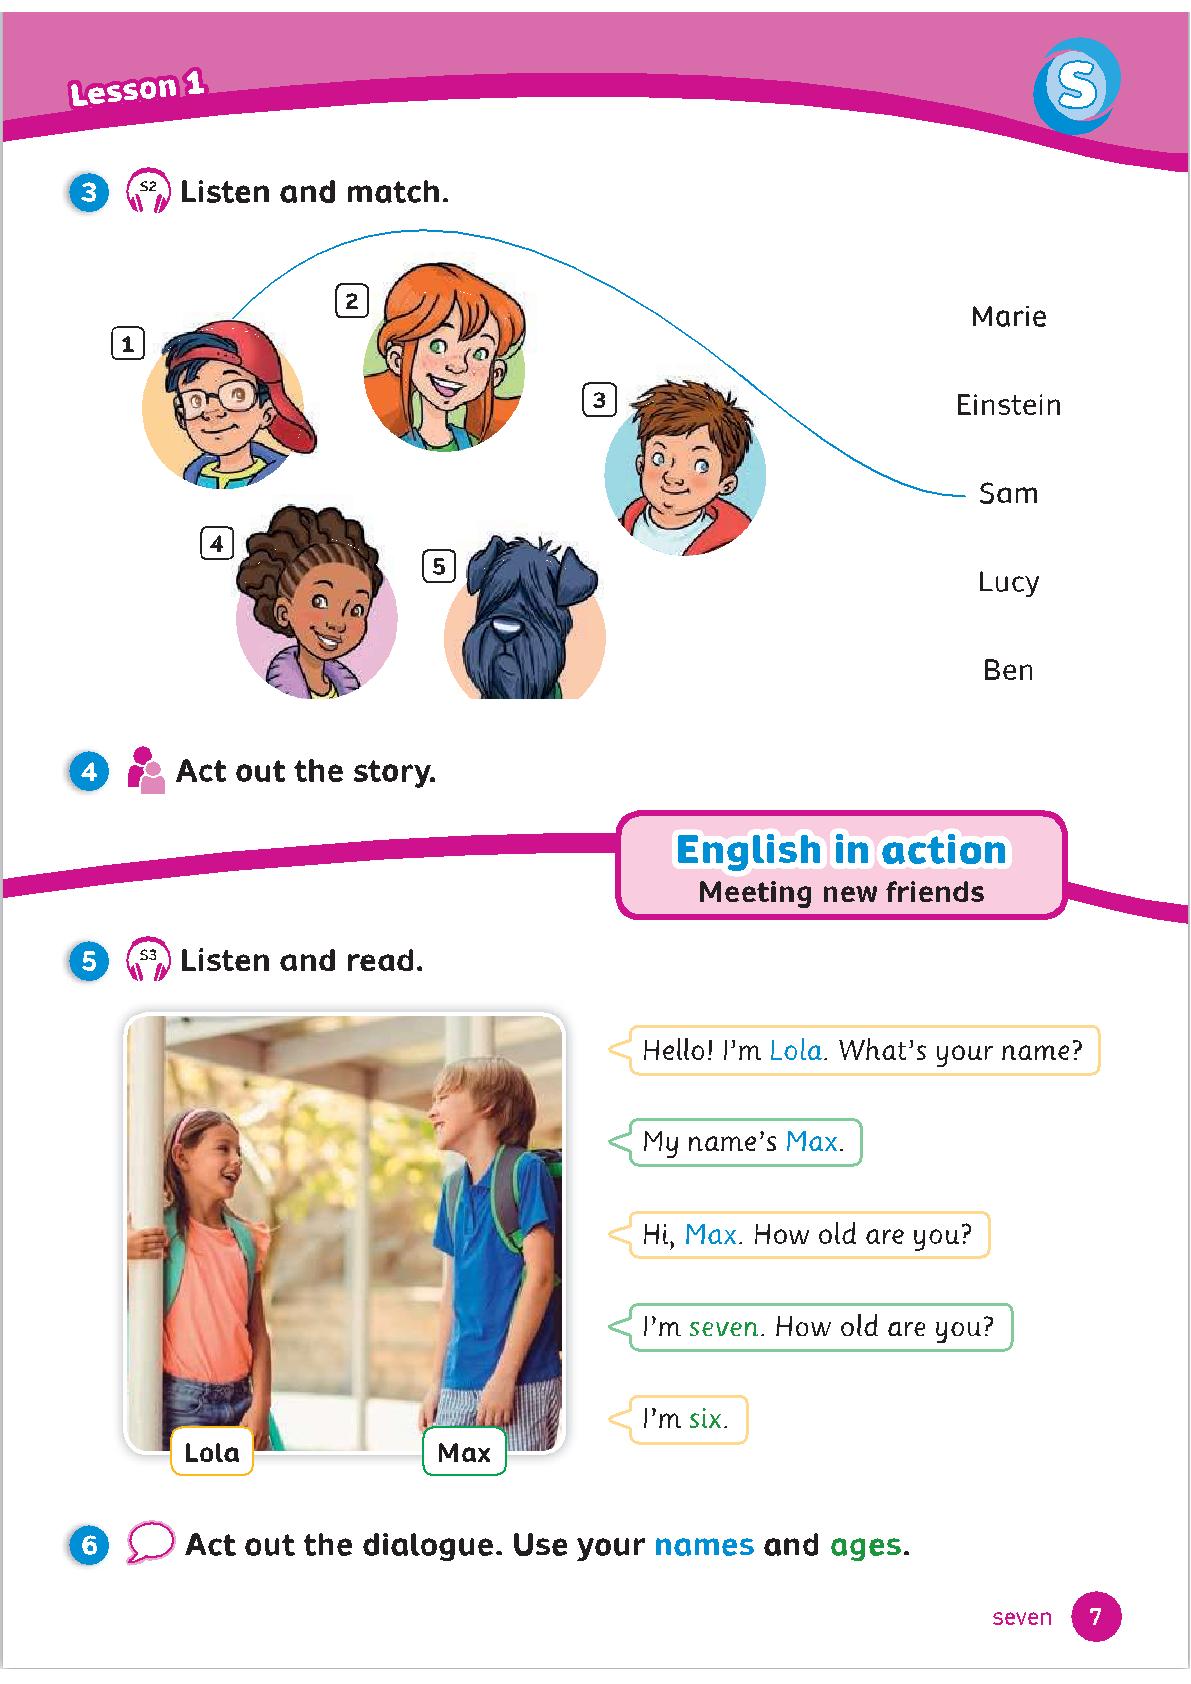 Lesson 1
S
3 S2 Listen and match.
1
2
3
4
5
Marie
Einstein
Sam
Lucy
Ben
4 Act out the story.
English in action
Meeting new friends
5 S3 Listen and read.
Hello! I'm Lola. What's your name?
My name's Max.
Hi, Max. How old are you?
I'm seven. How old are you?
I'm six.
Lola
Max
6 Act out the dialogue. Use your names and ages.
seven 7